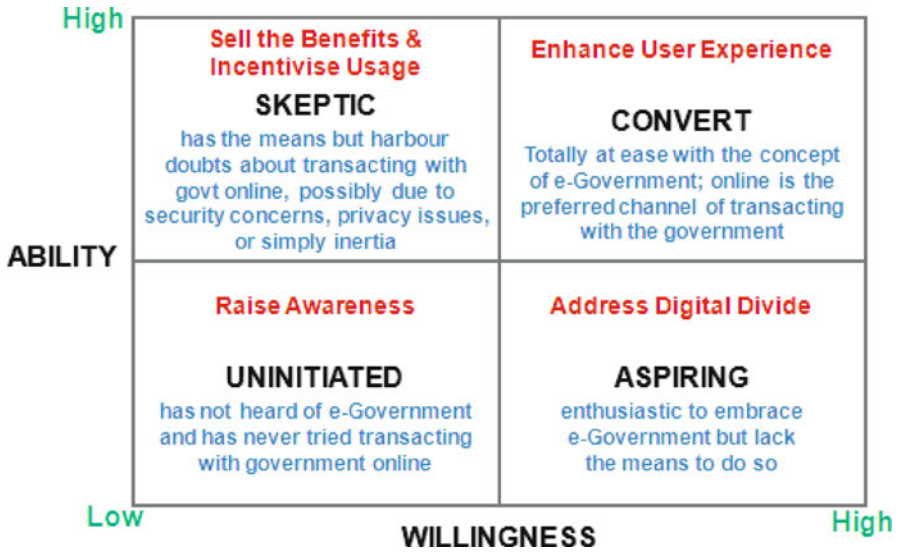 High
Sell the Benefits &
Incentivise Usage
SKEPTIC
has the means but harbour
doubts about transacting with
govt online, possibly due to
security concerns, privacy issues,
or simply inertia
Enhance User Experience
CONVERT
Totally at ease with the concept
of e-Government; online is the
preferred channel of transacting
with the government
ABILITY
Raise Awareness
UNINITIATED
has not heard of e-Government
and has never tried transacting
with government online
Address Digital Divide
ASPIRING
enthusiastic to embrace
e-Government but lack
the means to do so
Low
WILLINGNESS
High